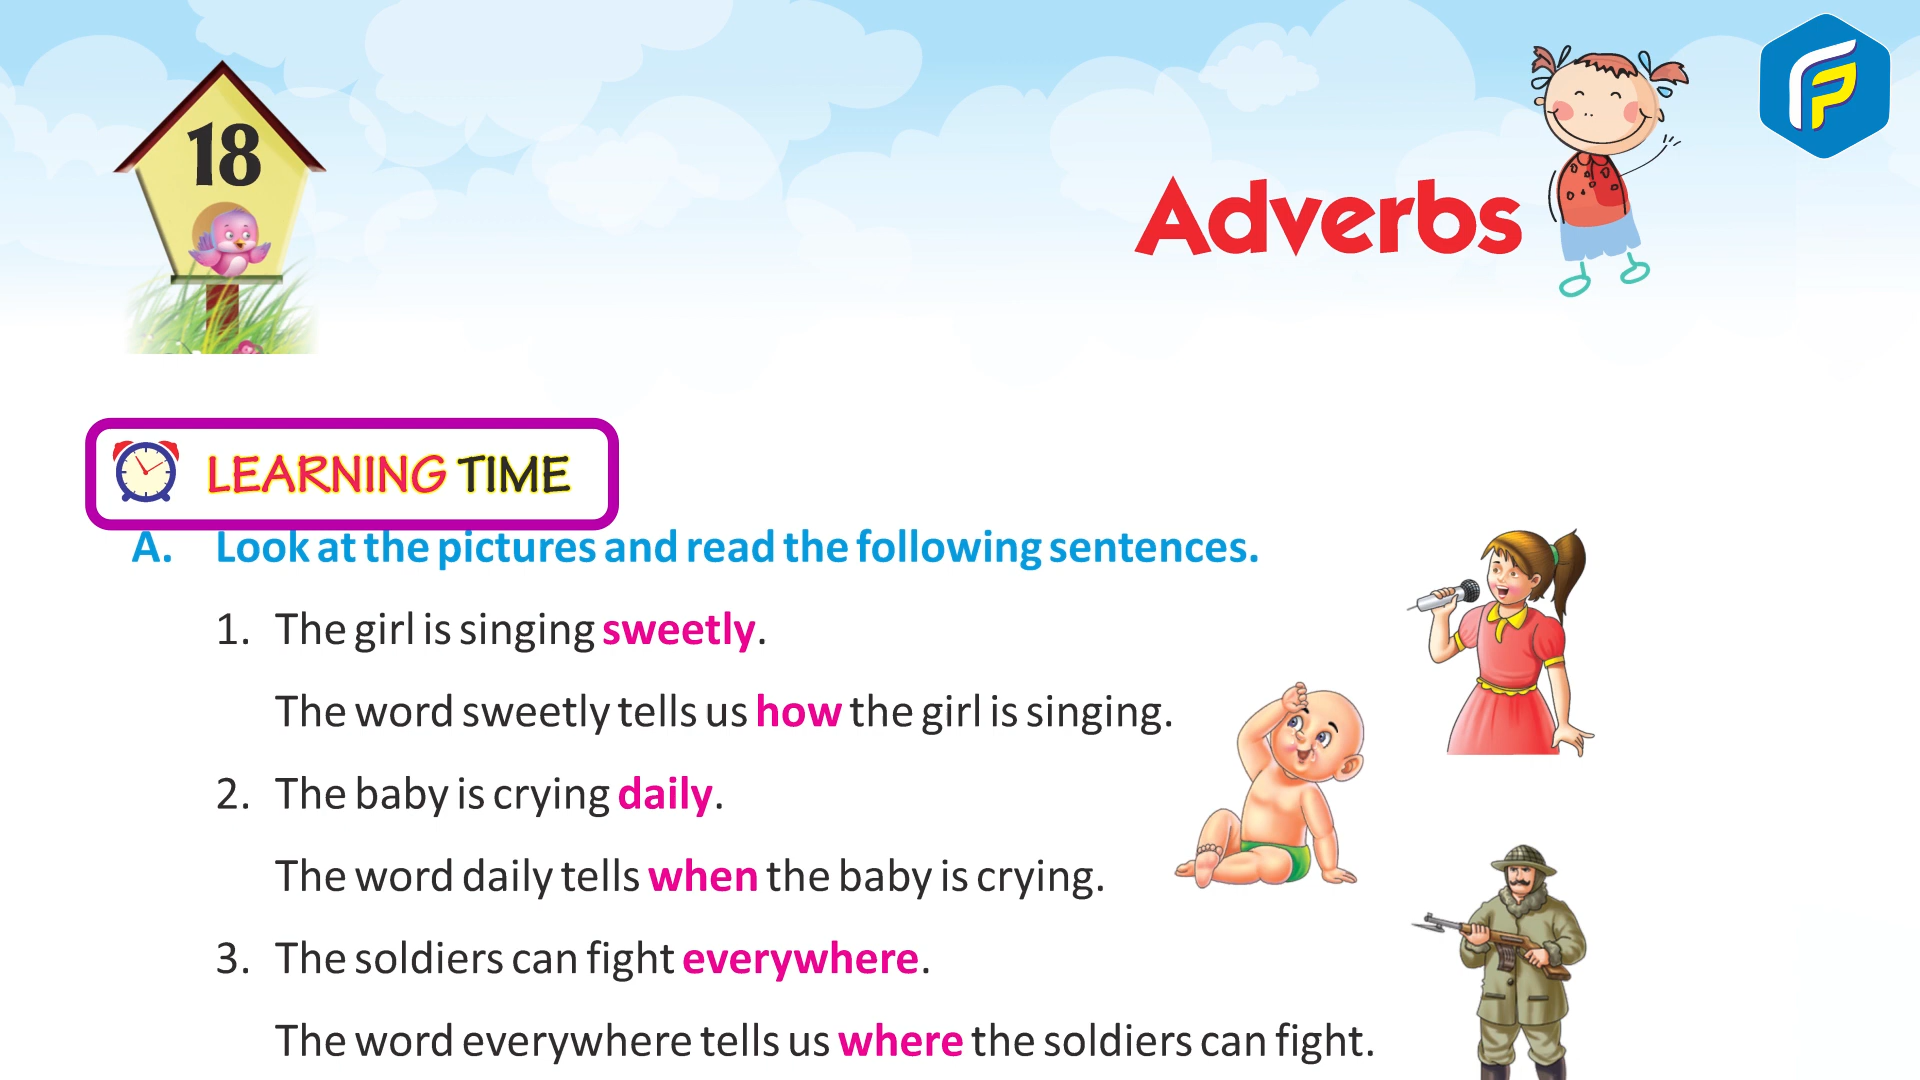 18
Adverbs
LEARNING TIME
A. Look at the pictures and read the following sentences.
1. The girl is singing sweetly.
The word sweetly tells us how the girl is singing.
2. The baby is crying daily.
The word daily tells when the baby is crying.
3. The soldiers can fight everywhere.
The word everywhere tells us where the soldiers can fight.